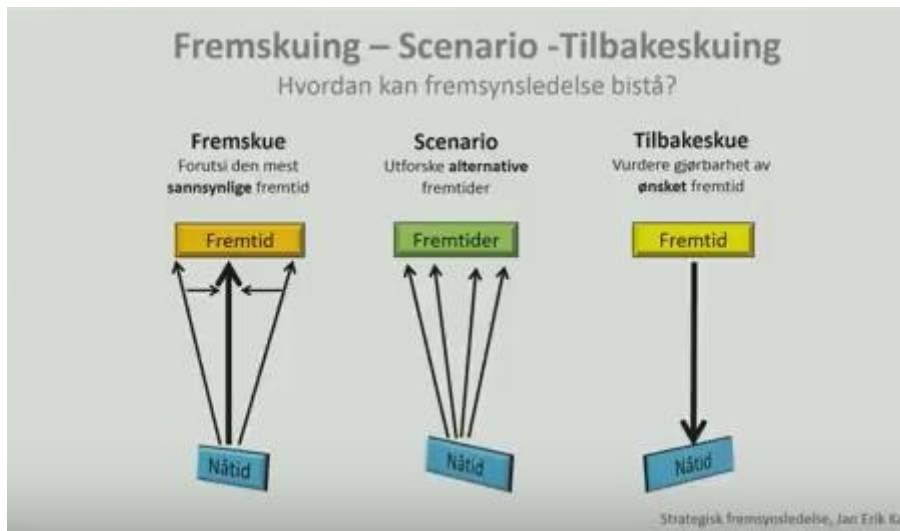 Fremskuing – Scenario -Tilbakeskuing
Hvordan kan fremsynsledelse bistå?
Fremskue
Forutsi den mest
sannsynlige fremtid
Fremtid
Nåtid
Scenario
Utforske alternative
fremtider
Fremtider
Nåtid
Tilbakeskue
Vurdere gjørbarhet av
ønsket fremtid
Fremtid
Nåtid
Strategisk fremsynsledelse, Jan Erik